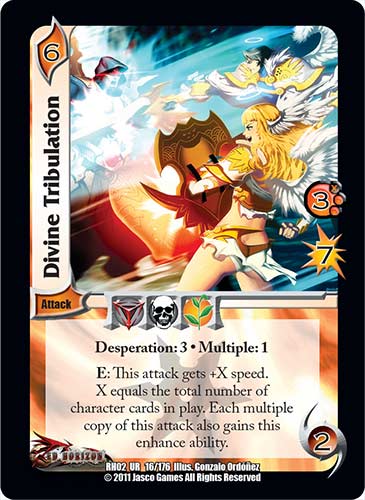 6
Divine Tribulation
3
7
Attack
Desperation: 3 • Multiple: 1
E: This attack gets +X speed.
X equals the total number of
character cards in play. Each multiple
copy of this attack also gains this
enhance ability.
RED HORIZON
2
RH02 UR 16/176 Illus. Gonzalo Ordóñez
© 2011 Jasco Games All Rights Reserved